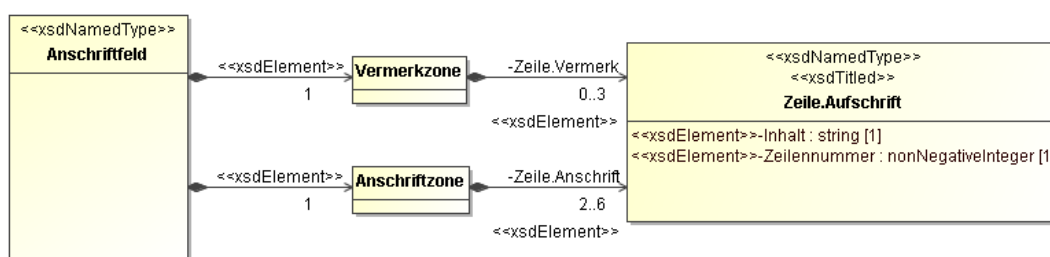 <<xsdNamedType>>
Anschriftfeld
<<xsdElement>>
1
Vermerkzone
-Zeile.Vermerk
0..3
<<xsdElement>>
<<xsdElement>>
1
Anschriftzone
-Zeile.Anschrift
2..6
<<xsdElement>>
<<xsdNamedType>>
<<xsdTitled>>
Zeile.Aufschrift
<<xsdElement>>-Inhalt : string [1]
<<xsdElement>>-Zeilennummer : nonNegativeInteger [1